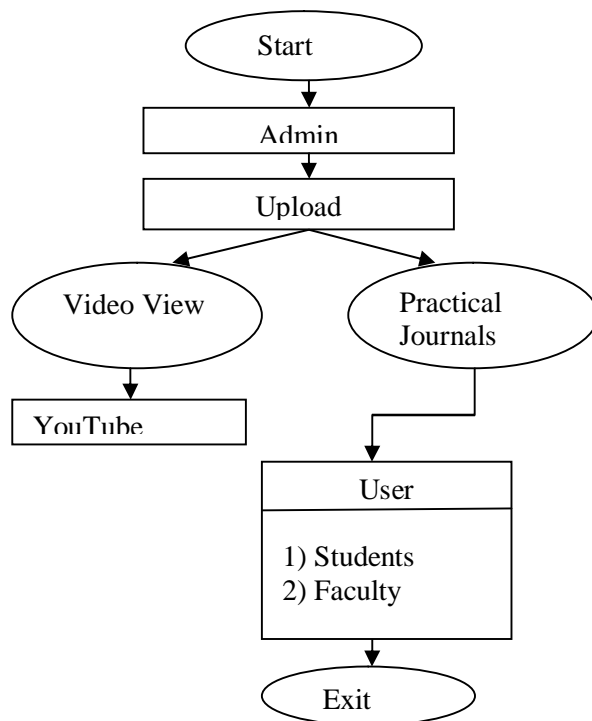 Start
Admin
Upload
Video View
Practical
Journals
YouTube
User
1) Students
2) Faculty
Exit